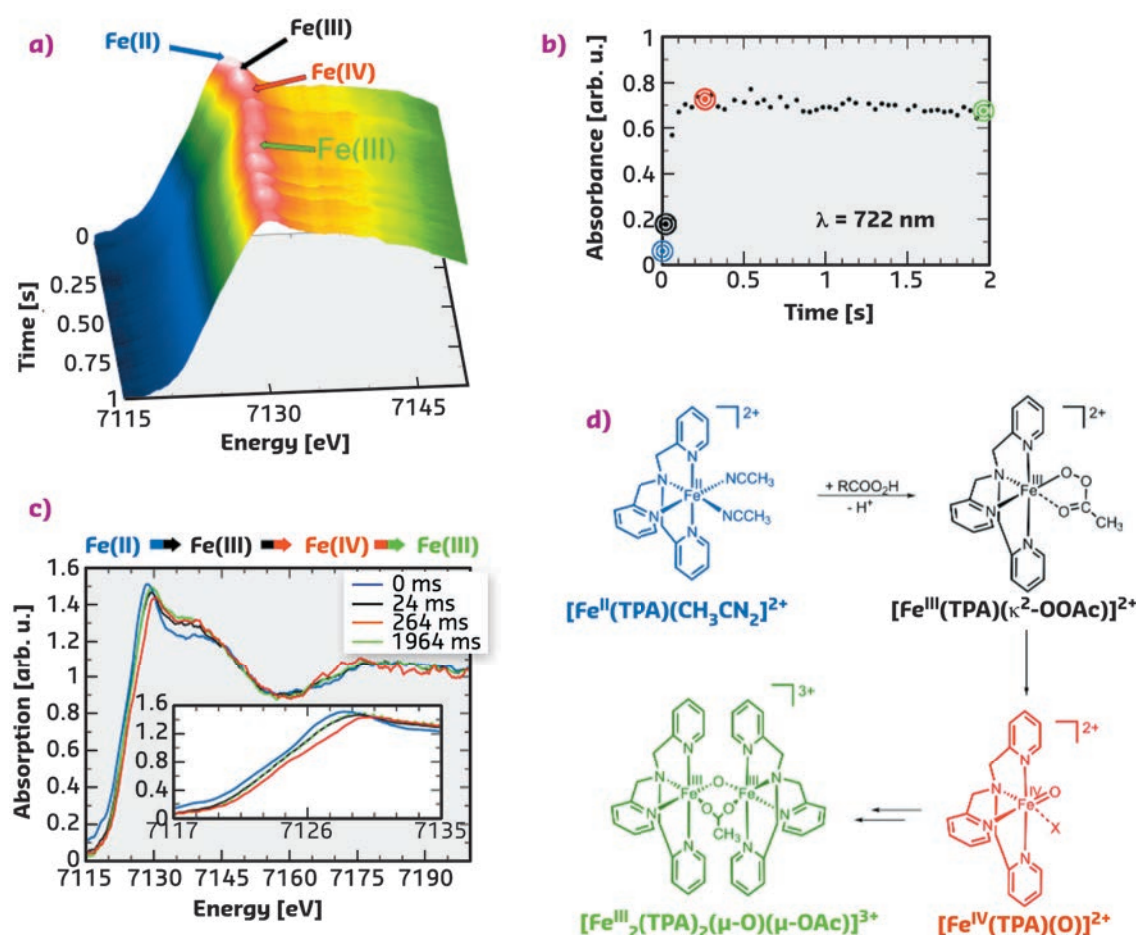 a)
Fe(II)
Fe(III)
Fe(IV)
Fe(III)
0
0.25
0.50
0.75
1
Time [s]
7115
7130
7145
Energy [eV]
b)
1
0.8
0.6
0.4
0.2
0
Absorbance [arb. u.]
λ = 722 nm
0 0.5 1 1.5 2
Time [s]
c)
Fe(II) Fe(III) Fe(IV) Fe(III)
1.6
1.4
1.2
1.0
0.8
0.6
0.4
0.2
0
Absorption [arb. u.]
0 ms
24 ms
264 ms
1964 ms
1.6
1.2
0.8
0.4
0
7117 7126 7135
7115 7130 7145 7160 7175 7190
Energy [eV]
d)
2+
N
N
N
N
Fe
II
NCCH3
NCCH3
[Feᴵᴵ(TPA)(CH₃CN₂]²⁺
+ RCOO2H
- H+
2+
N
N
N
N
Fe
III
O
O
O
CH3
[Feᴵᴵᴵ(TPA)(κ²-OOAc)]²⁺
3+
N
N
N
N
Fe
III
O
O
O
CH3
III
Fe
N
N
N
N
[Feᴵᴵᴵ₂(TPA)₂(μ-O)(μ-OAc)]³⁺
2+
N
N
N
N
Fe
IV
O
X
[Feᴵⱽ(TPA)(O)]²⁺